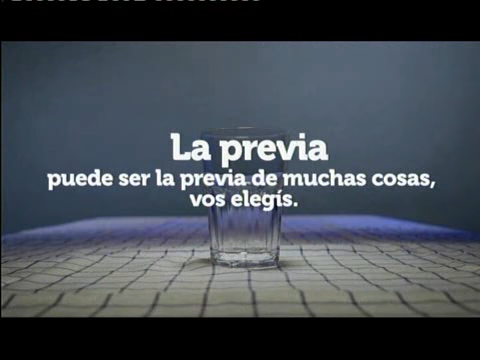 La previa
puede ser la previa de muchas cosas,
vos elegís.